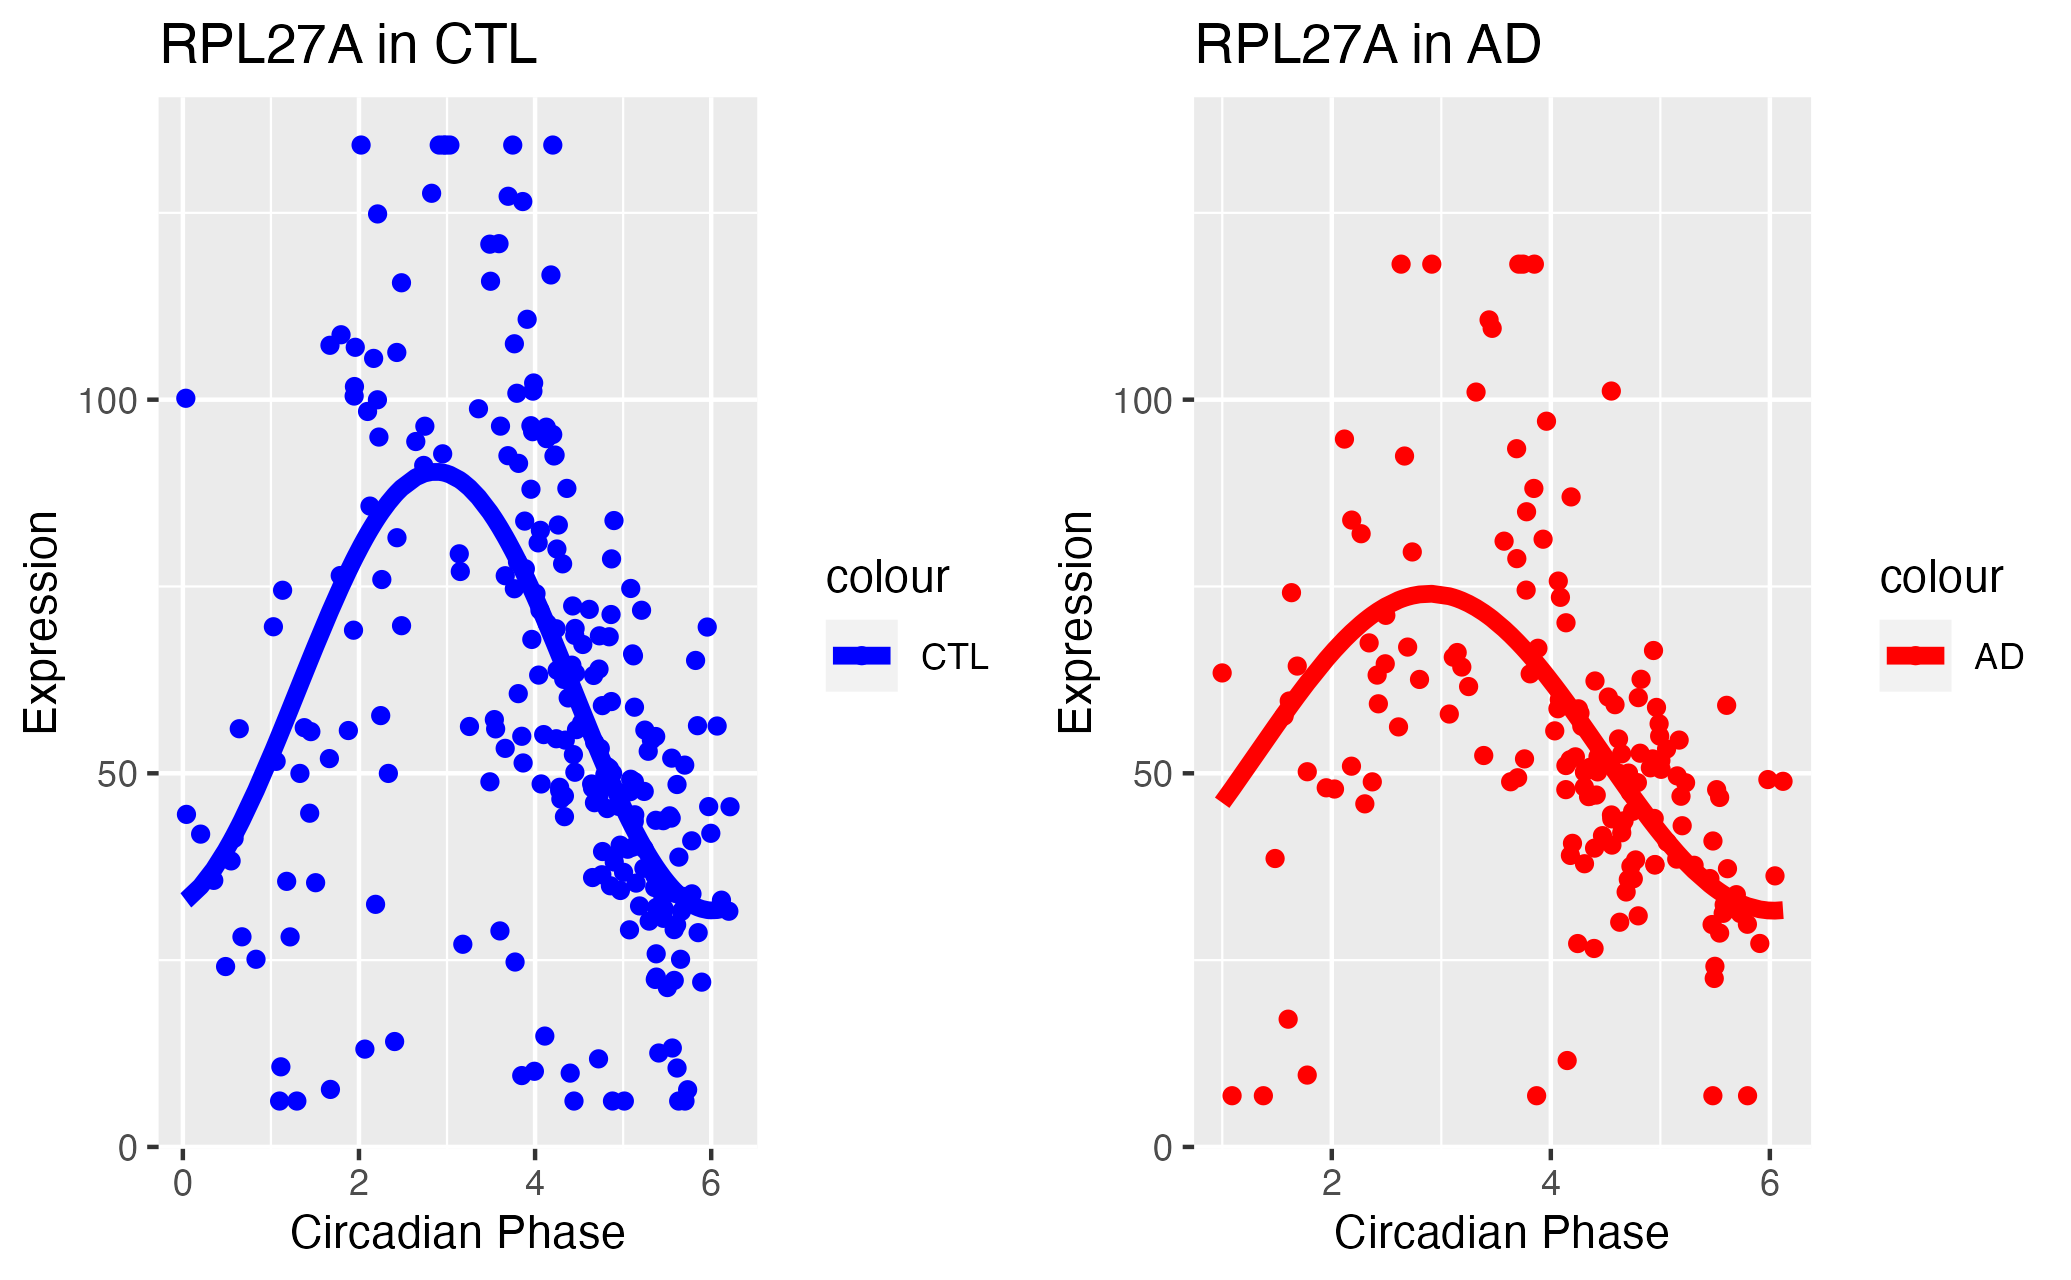 RPL27A in CTL
Expression
100
50
0
0 2 4 6
Circadian Phase
colour
CTL
RPL27A in AD
Expression
100
50
0
2 4 6
Circadian Phase
colour
AD